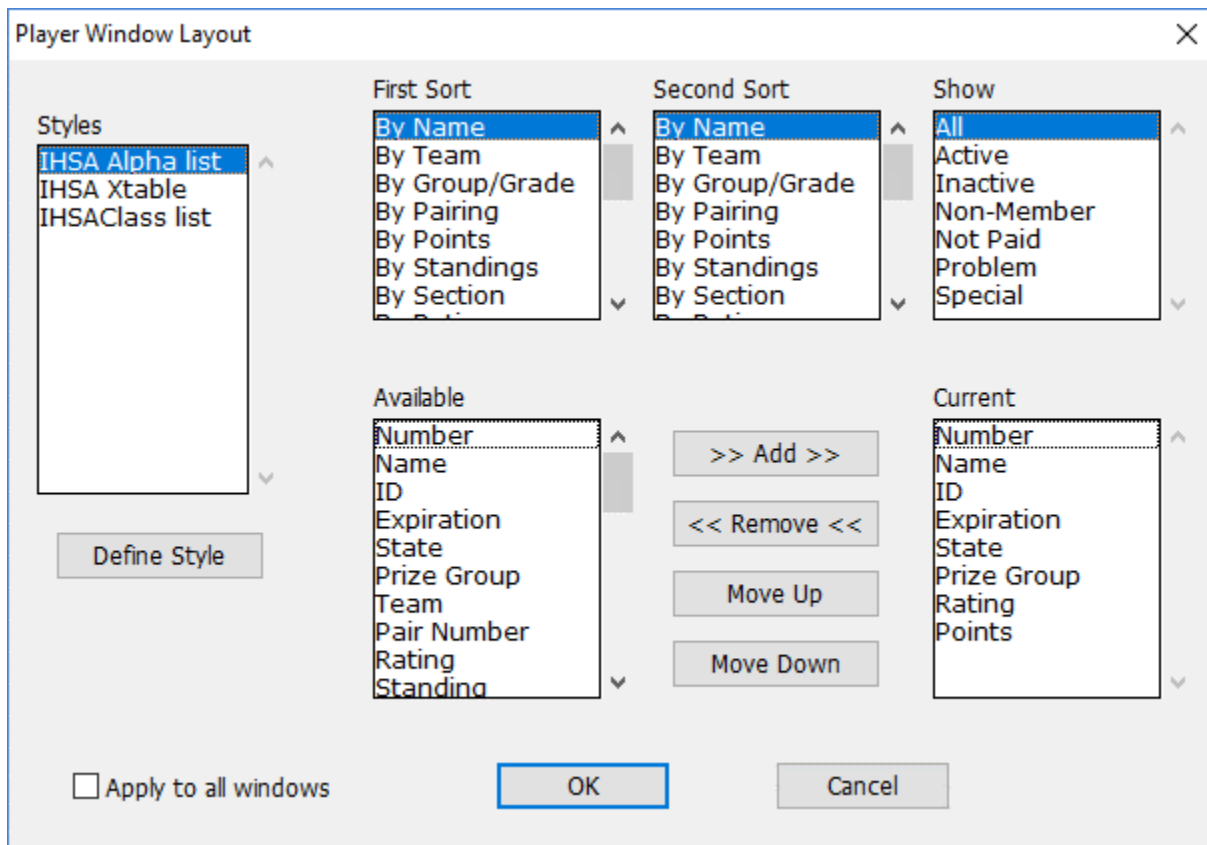 Player Window Layout
Styles
IHSA Alpha list
IHSA Xtable
IHSAClass list
Define Style
First Sort
By Name
By Team
By Group/Grade
By Pairing
By Points
By Standings
By Section
Second Sort
By Name
By Team
By Group/Grade
By Pairing
By Points
By Standings
By Section
Show
All
Active
Inactive
Non-Member
Not Paid
Problem
Special
Available
Number
Name
ID
Expiration
State
Prize Group
Team
Pair Number
Rating
Standing
>> Add >>
<< Remove <<
Move Up
Move Down
Current
Number
Name
ID
Expiration
State
Prize Group
Rating
Points
Apply to all windows
OK
Cancel